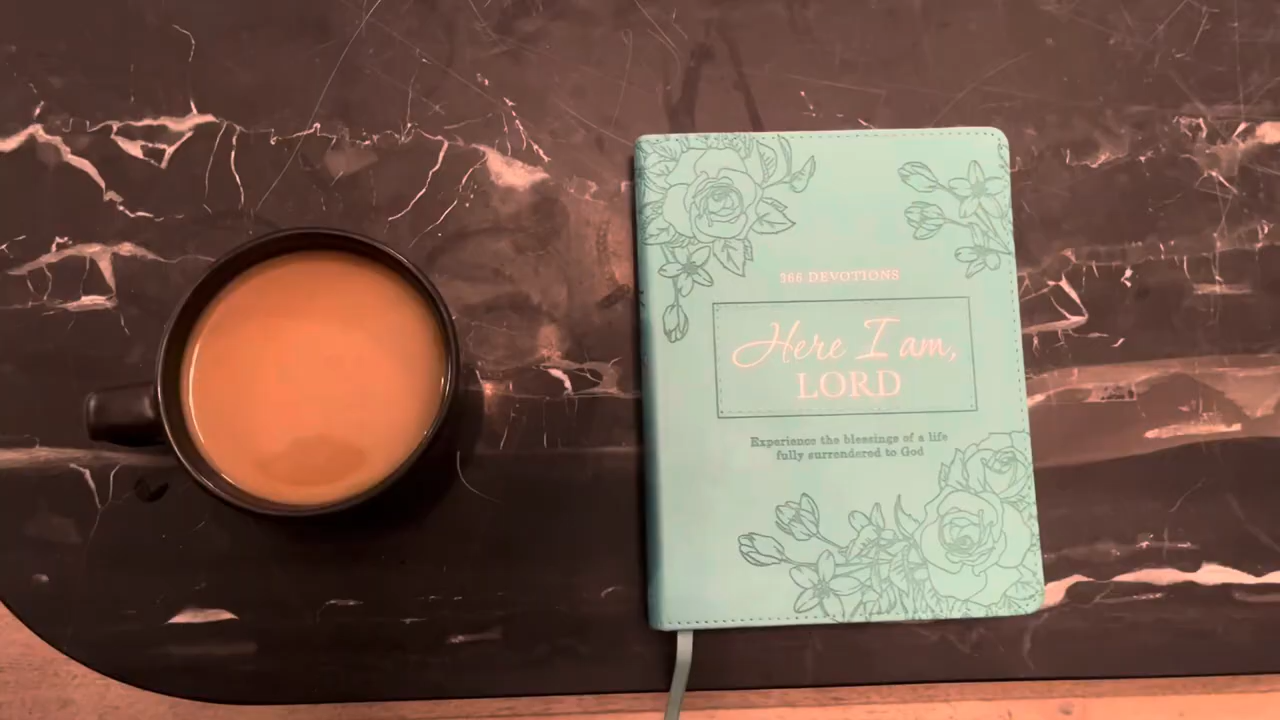 365 DEVOTIONS
Here I am,
LORD
Experience the blessings of a life
fully surrendered to God